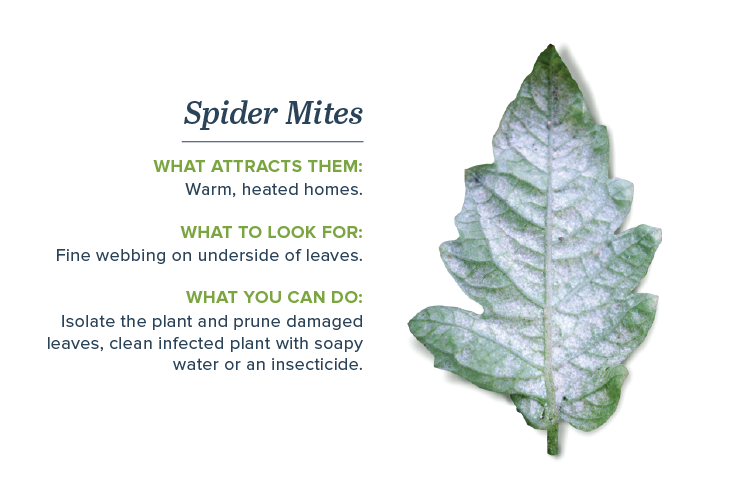 Spider Mites
WHAT ATTRACTS THEM:
Warm, heated homes.
WHAT TO LOOK FOR:
Fine webbing on underside of leaves.
WHAT YOU CAN DO:
Isolate the plant and prune damaged
leaves, clean infected plant with soapy
water or an insecticide.